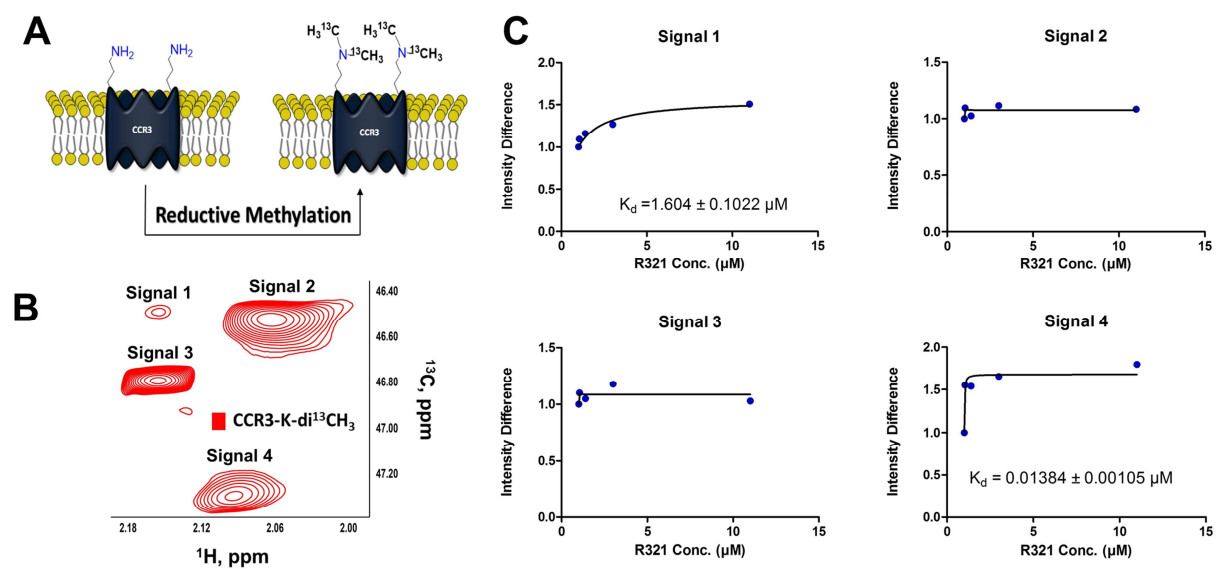 A
NH₂
NH₂
CCR3
H₃¹³C
¹³CH₃
N
H₃¹³C
¹³CH₃
N
CCR3
Reductive Methylation
B
Signal 1
Signal 2
Signal 3
Signal 4
CCR3-K-di¹³CH₃
46.40
46.60
46.80
47.00
47.20
¹³C, ppm
2.18
2.12
2.06
2.00
¹H, ppm
C
Signal 1
Intensity Difference
2.0
1.5
1.0
0.5
0.0
K_d =1.604 ± 0.1022 µM
0
5
10
15
R321 Conc. (µM)
Signal 2
Intensity Difference
1.5
1.0
0.5
0.0
0
5
10
15
R321 Conc. (µM)
Signal 3
Intensity Difference
1.5
1.0
0.5
0.0
0
5
10
15
R321 Conc. (µM)
Signal 4
Intensity Difference
2.0
1.5
1.0
0.5
0.0
K_d = 0.01384 ± 0.00105 µM
0
5
10
15
R321 Conc. (µM)